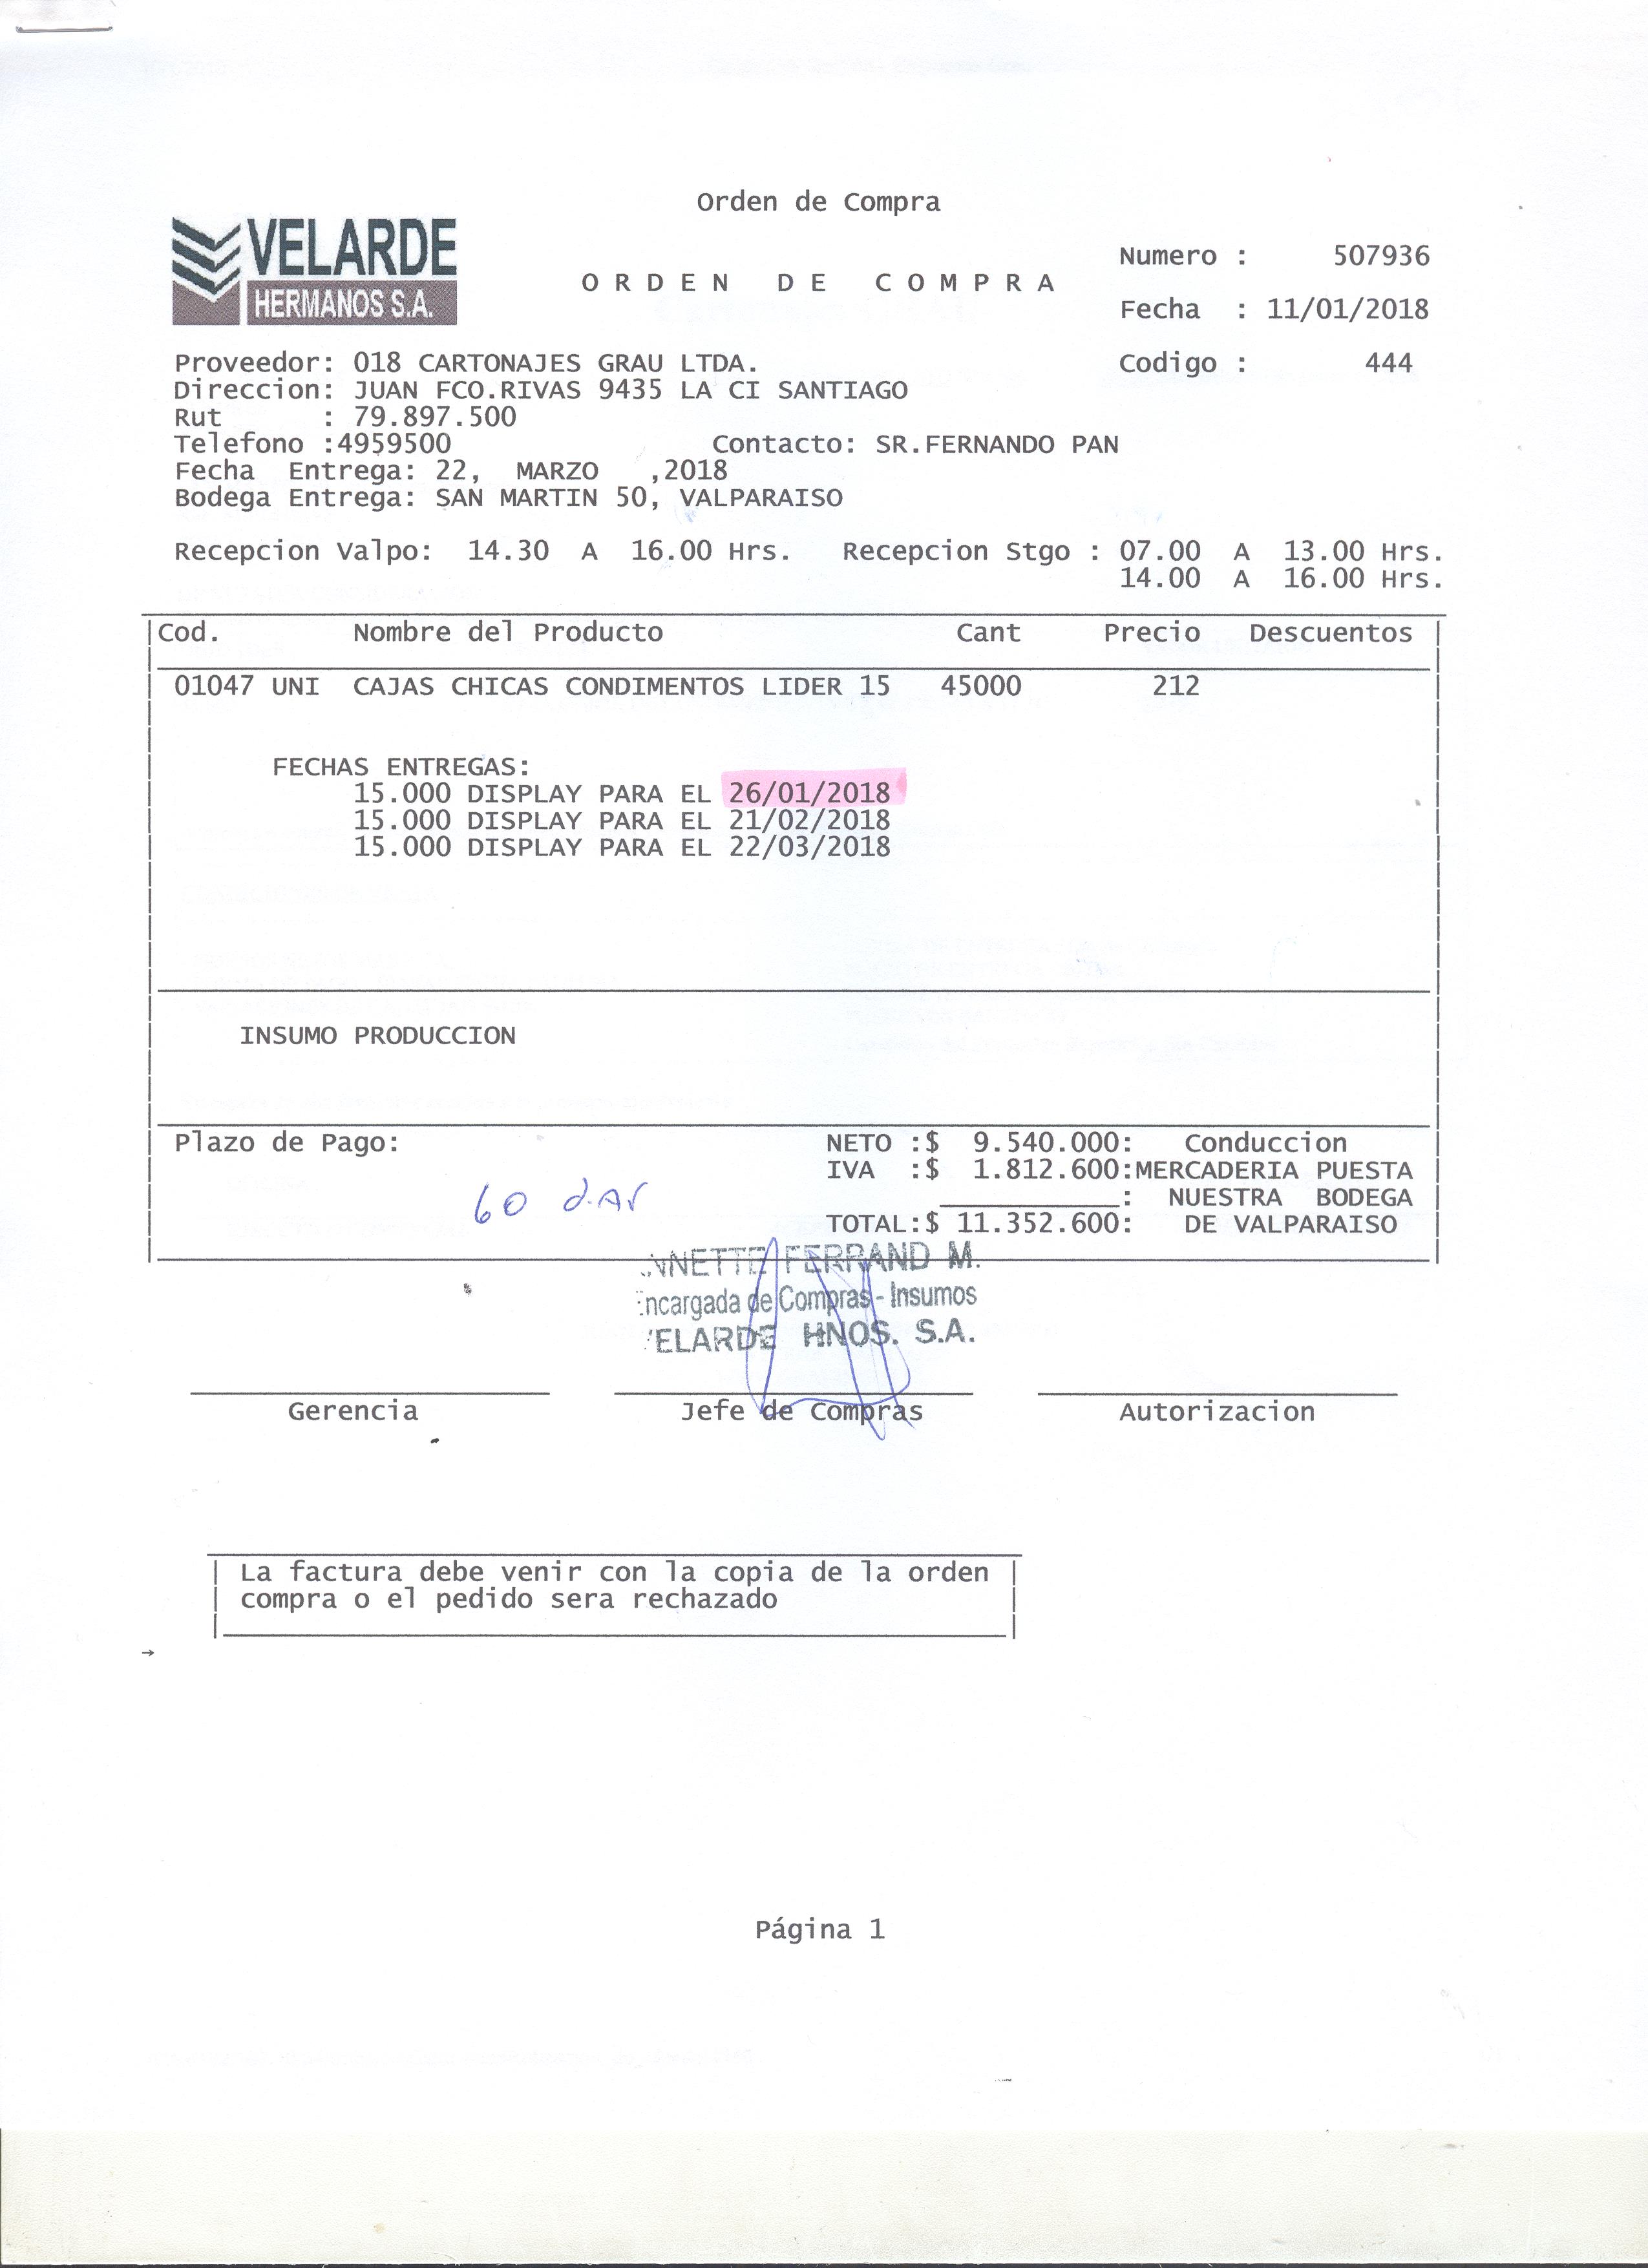 Orden de Compra
VELARDE
HERMANOS S.A.
O R D E N   D E   C O M P R A
Numero :     507936
Fecha  : 11/01/2018
Proveedor: 018 CARTONAJES GRAU LTDA.     Codigo :     444
Direccion: JUAN FCO.RIVAS 9435 LA CI SANTIAGO
Rut      : 79.897.500
Telefono :4959500     Contacto: SR.FERNANDO PAN
Fecha  Entrega: 22,  MARZO   ,2018
Bodega Entrega: SAN MARTIN 50, VALPARAISO
Recepcion Valpo:  14.30  A  16.00 Hrs.   Recepcion Stgo : 07.00  A  13.00 Hrs.
14.00  A  16.00 Hrs.
Cod.     Nombre del Producto     Cant     Precio   Descuentos
01047 UNI  CAJAS CHICAS CONDIMENTOS LIDER 15   45000     212
FECHAS ENTREGAS:
15.000 DISPLAY PARA EL 26/01/2018
15.000 DISPLAY PARA EL 21/02/2018
15.000 DISPLAY PARA EL 22/03/2018
INSUMO PRODUCCION
Plazo de Pago:     NETO :$  9.540.000:   Conduccion
IVA  :$  1.812.600:MERCADERIA PUESTA
60     :  NUESTRA  BODEGA
TOTAL:$ 11.352.600:   DE VALPARAISO
NNETTE FERRAND M.
ncargada de Compras - Insumos
ELARDE HNOS. S.A.
Gerencia     Jefe de Compras     Autorizacion
La factura debe venir con la copia de la orden
compra o el pedido sera rechazado
→
Página 1